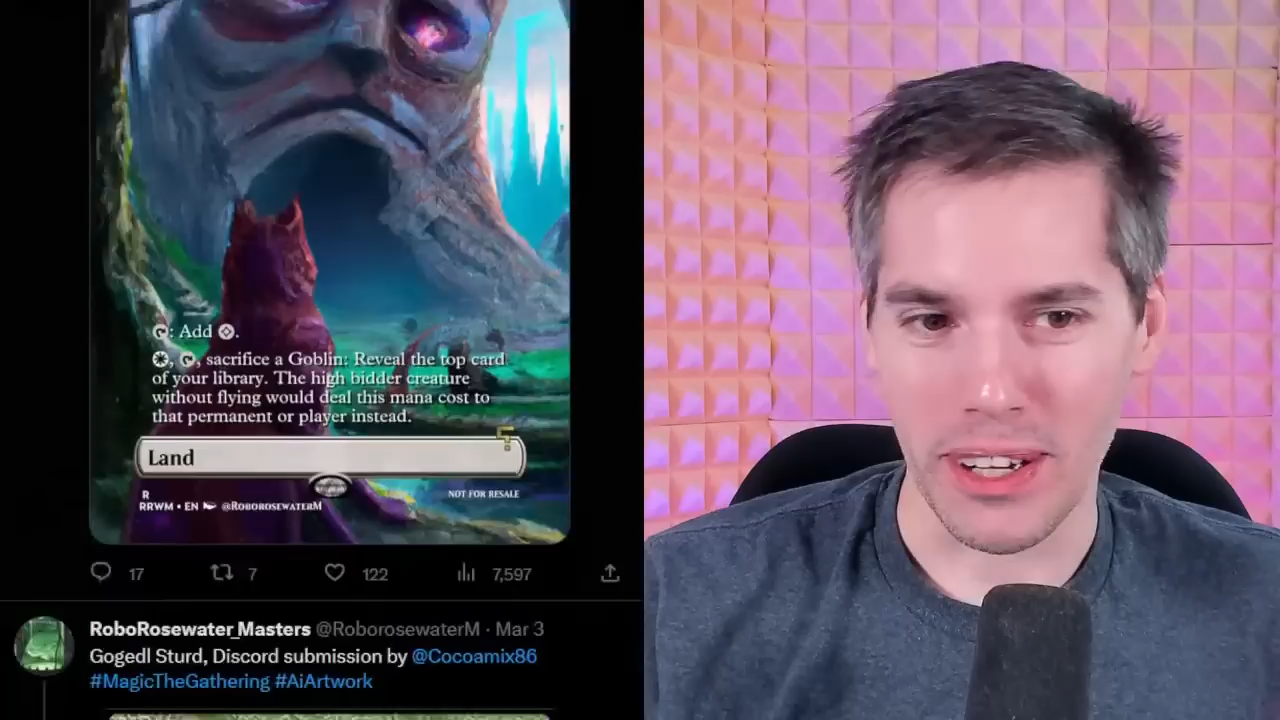 : Add .
, , sacrifice a Goblin: Reveal the top card
of your library. The high bidder creature
without flying would deal this mana cost to
that permanent or player instead.
Land
R
NOT FOR RESALE
RRWM • EN @ROBOROSEWATERM
17 7 122 7,597
RoboRosewater_Masters @RoborosewaterM · Mar 3
Gogedl Sturd, Discord submission by @Cocoamix86
#MagicTheGathering #AiArtwork